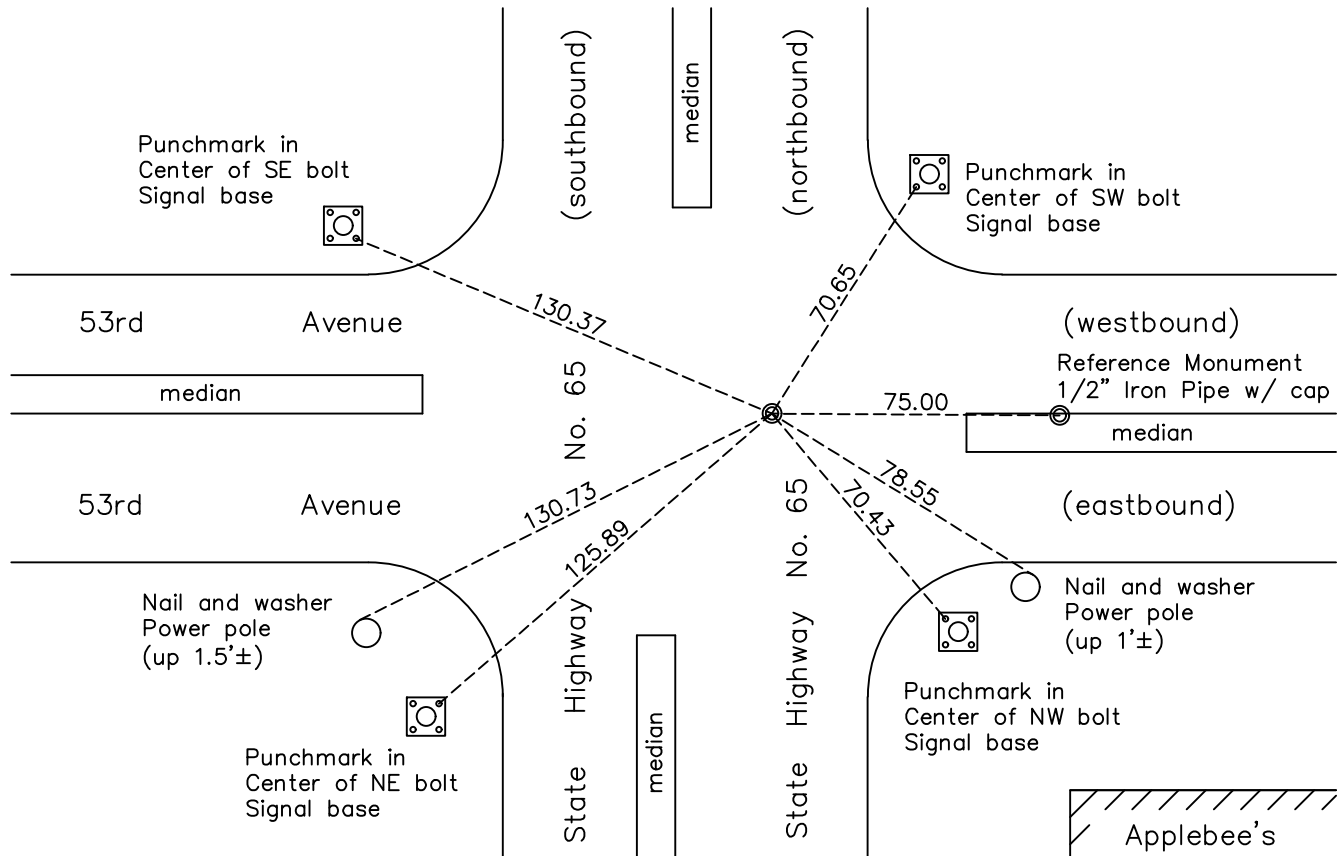 (southbound)
median
(northbound)
Punchmark in
Center of SE bolt
Signal base
Punchmark in
Center of SW bolt
Signal base
130.37
70.65
53rd Avenue
(westbound)
median
No. 65
75.00
Reference Monument
1/2" Iron Pipe w/ cap
median
53rd Avenue
130.73
125.89
70.43
78.55
(eastbound)
Nail and washer
Power pole
(up 1.5'±)
Nail and washer
Power pole
(up 1'±)
State Highway
State Highway No. 65
median
Punchmark in
Center of NE bolt
Signal base
Punchmark in
Center of NW bolt
Signal base
Applebee's